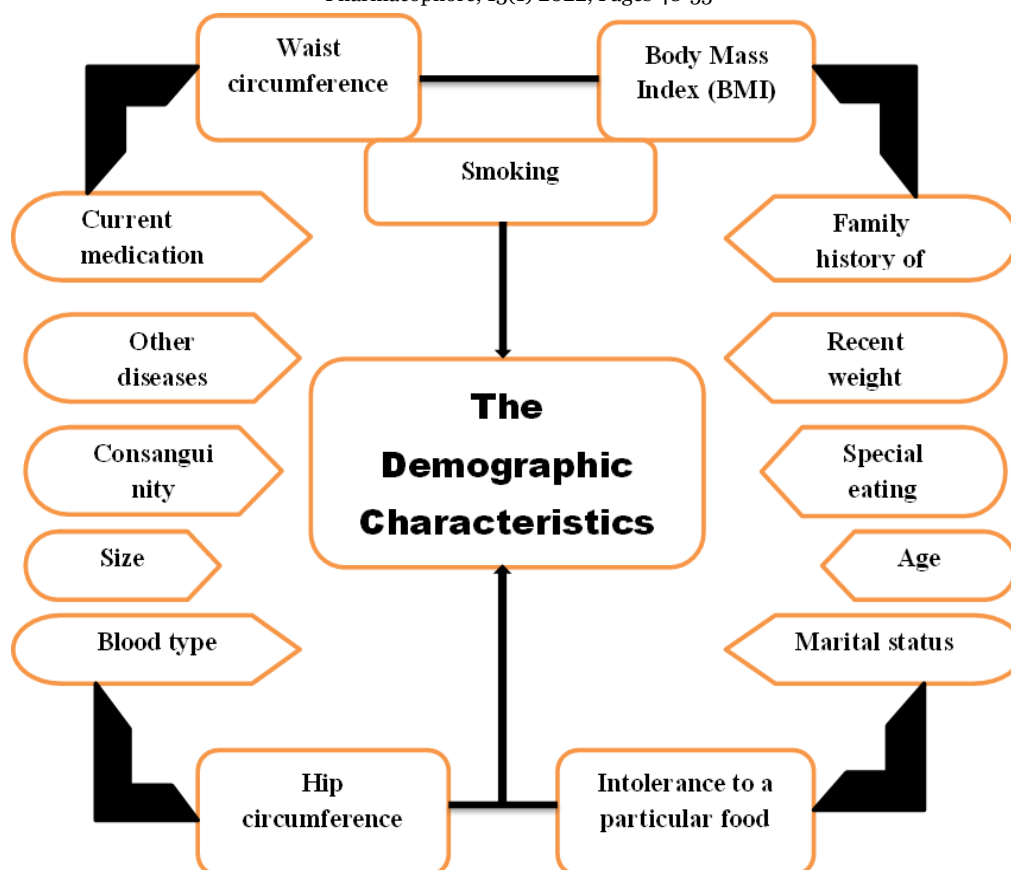 Waist
circumference
Body Mass
Index (BMI)
Smoking
Current
medication
Family
history of
Other
diseases
Recent
weight
The
Demographic
Characteristics
Consangui
nity
Special
eating
Size
Age
Blood type
Marital status
Hip
circumference
Intolerance to a
particular food